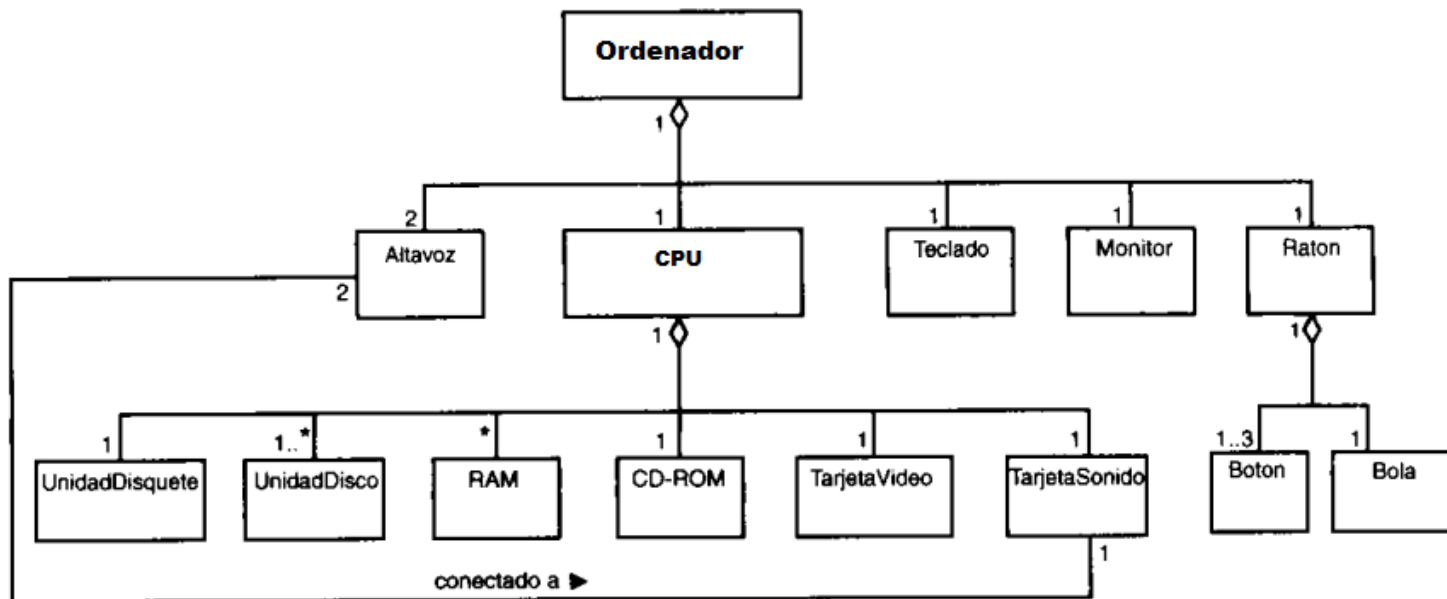 Ordenador
1
2 1 1 1 1
Altavoz CPU Teclado Monitor Raton
2 1 1
1 1..* * 1 1 1 1..3 1
UnidadDisquete UnidadDisco RAM CD-ROM TarjetaVideo TarjetaSonido Boton Bola
1
conectado a ►